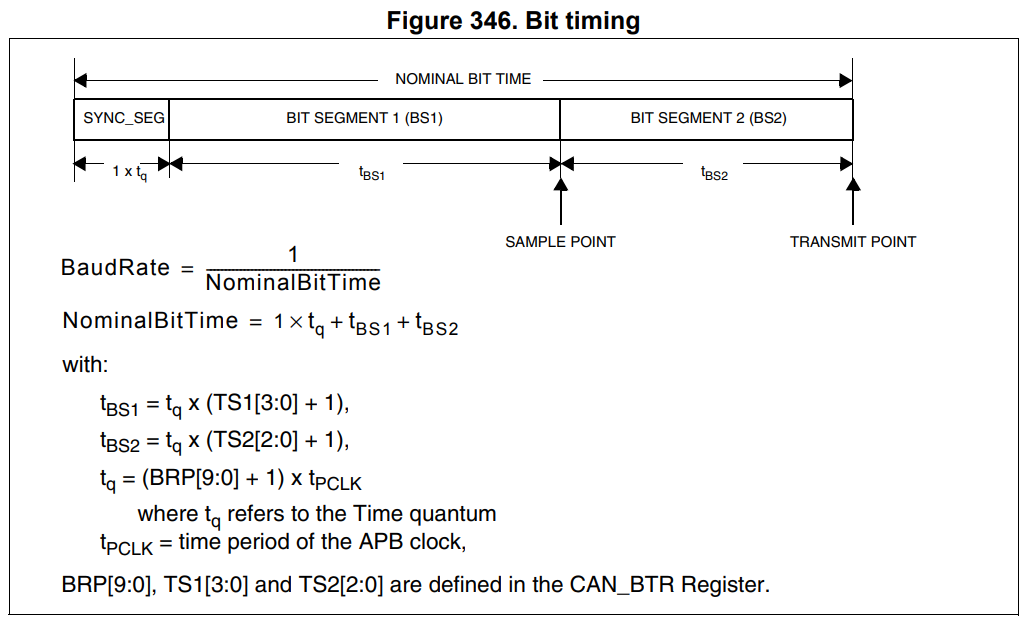 Figure 346. Bit timing
NOMINAL BIT TIME
SYNC_SEG BIT SEGMENT 1 (BS1) BIT SEGMENT 2 (BS2)
1 x tq tBS1 tBS2
SAMPLE POINT TRANSMIT POINT
BaudRate = 1 / NominalBitTime
NominalBitTime = 1 × tq + tBS1 + tBS2
with:
tBS1 = tq x (TS1[3:0] + 1),
tBS2 = tq x (TS2[2:0] + 1),
tq = (BRP[9:0] + 1) x tPCLK
where tq refers to the Time quantum
tPCLK = time period of the APB clock,
BRP[9:0], TS1[3:0] and TS2[2:0] are defined in the CAN_BTR Register.